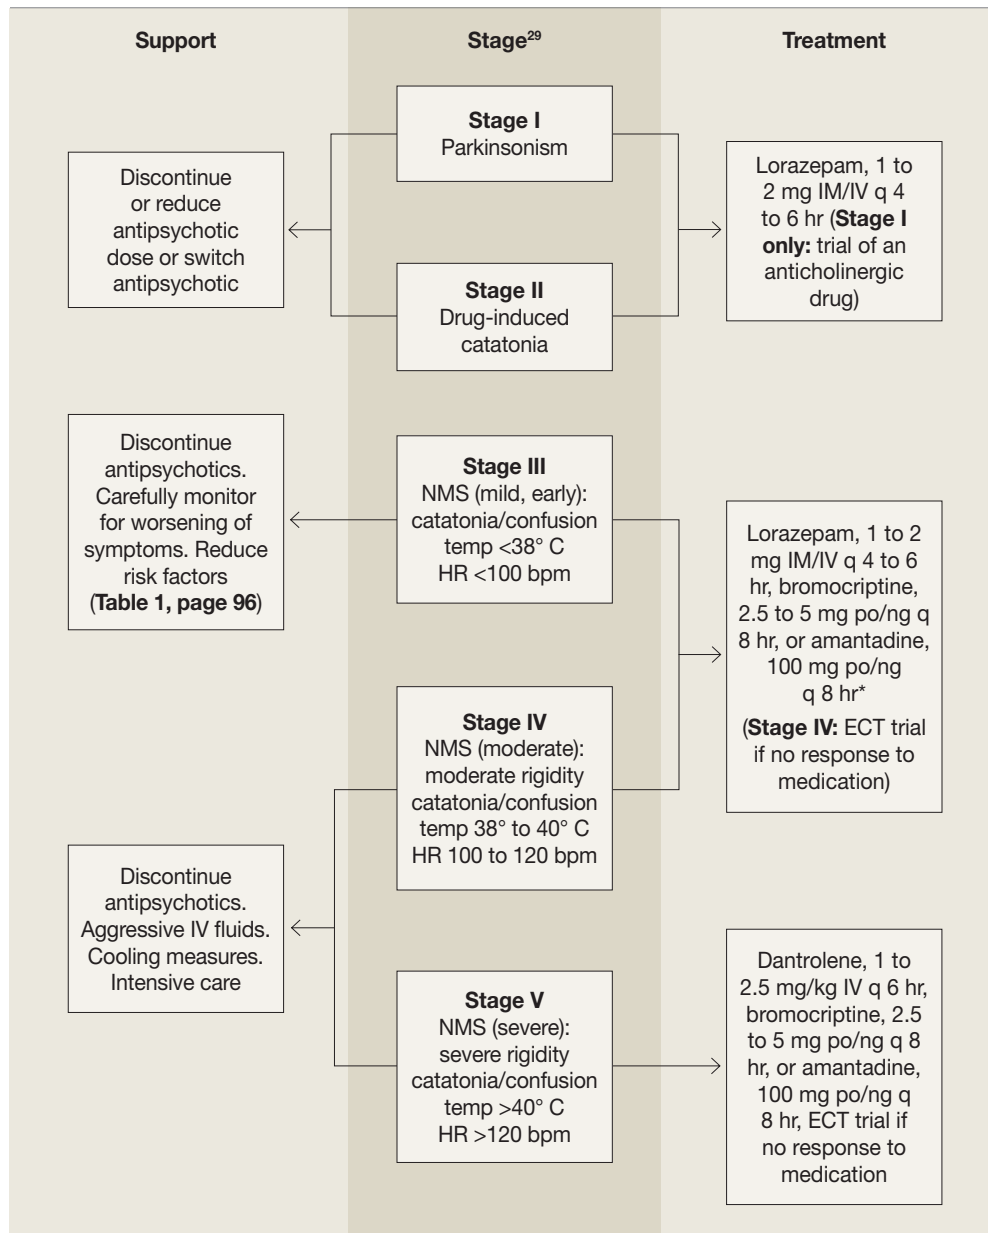 Support
Stage29
Treatment
Stage I
Parkinsonism
Discontinue
or reduce
antipsychotic
dose or switch
antipsychotic
Lorazepam, 1 to
2 mg IM/IV q 4
to 6 hr (Stage I
only: trial of an
anticholinergic
drug)
Stage II
Drug-induced
catatonia
Discontinue
antipsychotics.
Carefully monitor
for worsening of
symptoms. Reduce
risk factors
(Table 1, page 96)
Stage III
NMS (mild, early):
catatonia/confusion
temp <38° C
HR <100 bpm
Lorazepam, 1 to 2
mg IM/IV q 4 to 6
hr, bromocriptine,
2.5 to 5 mg po/ng q
8 hr, or amantadine,
100 mg po/ng
q 8 hr*
(Stage IV: ECT trial
if no response to
medication)
Stage IV
NMS (moderate):
moderate rigidity
catatonia/confusion
temp 38° to 40° C
HR 100 to 120 bpm
Discontinue
antipsychotics.
Aggressive IV fluids.
Cooling measures.
Intensive care
Stage V
NMS (severe):
severe rigidity
catatonia/confusion
temp >40° C
HR >120 bpm
Dantrolene, 1 to
2.5 mg/kg IV q 6 hr,
bromocriptine, 2.5
to 5 mg po/ng q 8
hr, or amantadine,
100 mg po/ng q
8 hr, ECT trial if
no response to
medication